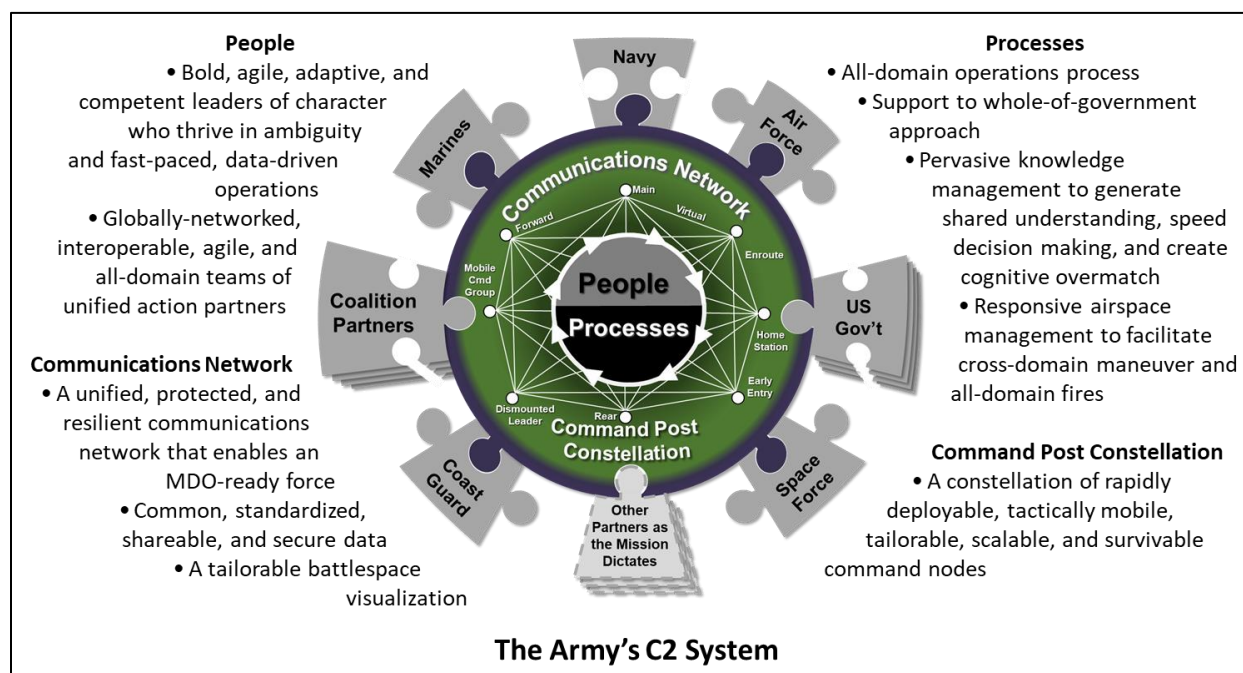 People
• Bold, agile, adaptive, and
competent leaders of character
who thrive in ambiguity
and fast-paced, data-driven
operations
• Globally-networked,
interoperable, agile, and
all-domain teams of
unified action partners
Communications Network
• A unified, protected, and
resilient communications
network that enables an
MDO-ready force
• Common, standardized,
shareable, and secure data
• A tailorable battlespace
visualization
Navy
Air
Force
Marines
Coalition
Partners
US
Gov't
Coast
Guard
Space
Force
Other
Partners as
the Mission
Dictates
Communications Network
Main
Forward
Virtual
Enroute
Mobile
Cmd
Group
Home
Station
Early
Entry
Dismounted
Leader
Rear
People
Processes
Command Post
Constellation
Processes
• All-domain operations process
• Support to whole-of-government
approach
• Pervasive knowledge
management to generate
shared understanding, speed
decision making, and create
cognitive overmatch
• Responsive airspace
management to facilitate
cross-domain maneuver and
all-domain fires
Command Post Constellation
• A constellation of rapidly
deployable, tactically mobile,
tailorable, scalable, and survivable
command nodes
The Army's C2 System